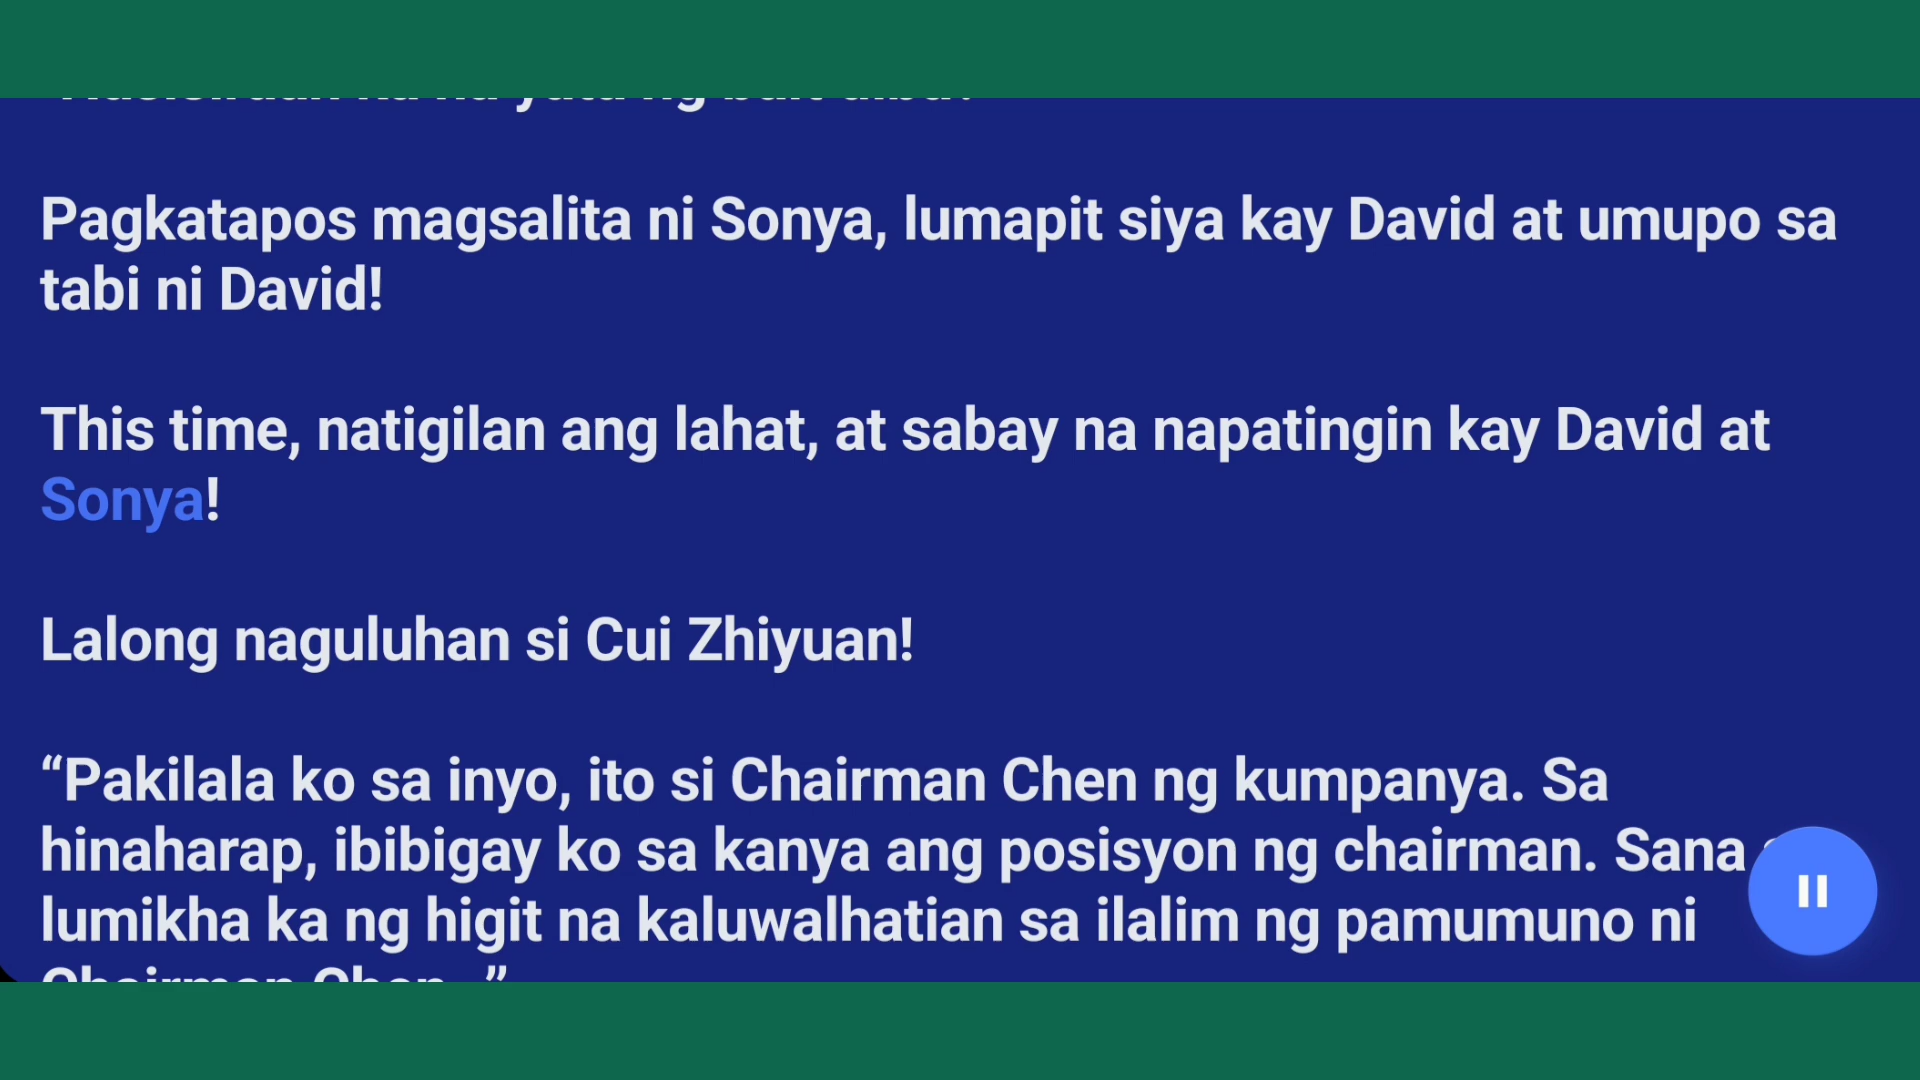 Pagkatapos magsalita ni Sonya, lumapit siya kay David at umupo sa
tabi ni David!
This time, natigilan ang lahat, at sabay na napatingin kay David at
Sonya!
Lalong naguluhan si Cui Zhiyuan!
“Pakilala ko sa inyo, ito si Chairman Chen ng kumpanya. Sa
hinaharap, ibibigay ko sa kanya ang posisyon ng chairman. Sana
lumikha ka ng higit na kaluwalhatian sa ilalim ng pamumuno ni
Chairman Chen.”